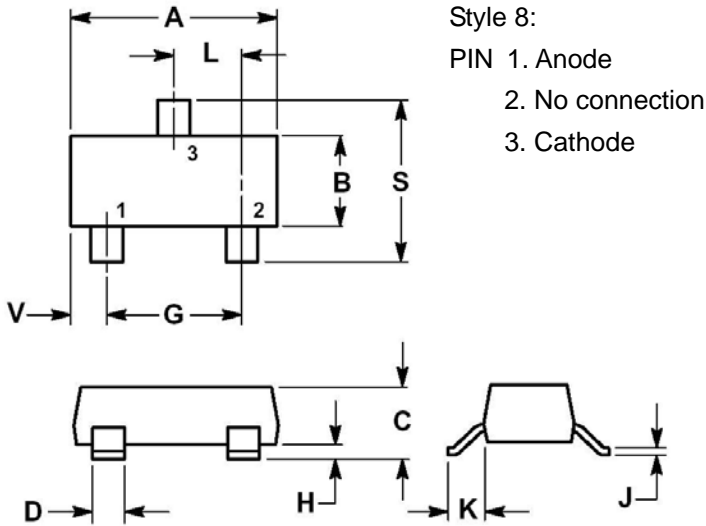 Style 8:
PIN 1. Anode
2. No connection
3. Cathode
A
L
3
B
S
1
2
V
G
C
D
H
K
J